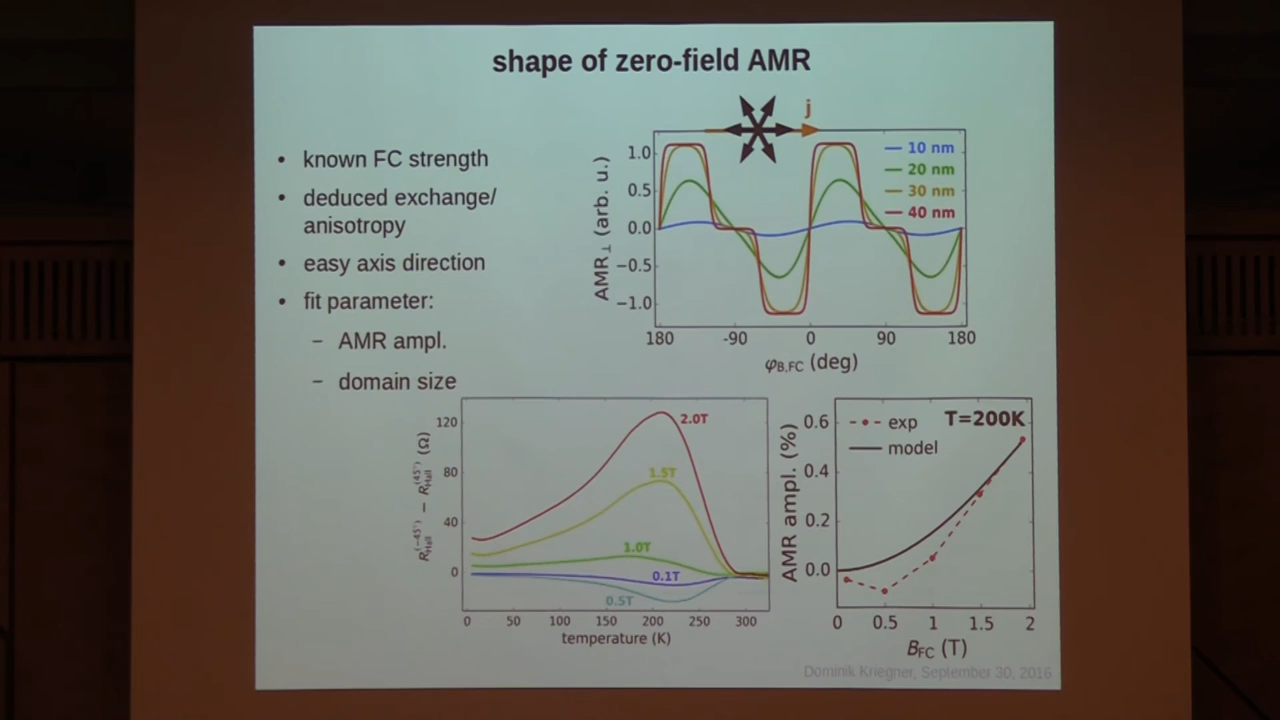 shape of zero-field AMR
• known FC strength
• deduced exchange/
anisotropy
• easy axis direction
• fit parameter:
– AMR ampl.
– domain size
j
10 nm
20 nm
30 nm
40 nm
1.0
0.5
0.0
−0.5
−1.0
AMR⊥ (arb. u.)
180 -90 0 90 180
φB,FC (deg)
120
80
40
0
R(−45°)Hall − R(45°)Hall (Ω)
2.0T
1.5T
1.0T
0.1T
0.5T
0 50 100 150 200 250 300
temperature (K)
exp
model
T=200K
0.6
0.4
0.2
0.0
AMR ampl. (%)
0 0.5 1 1.5 2
BFC (T)
Dominik Kriegner, September 30, 2016